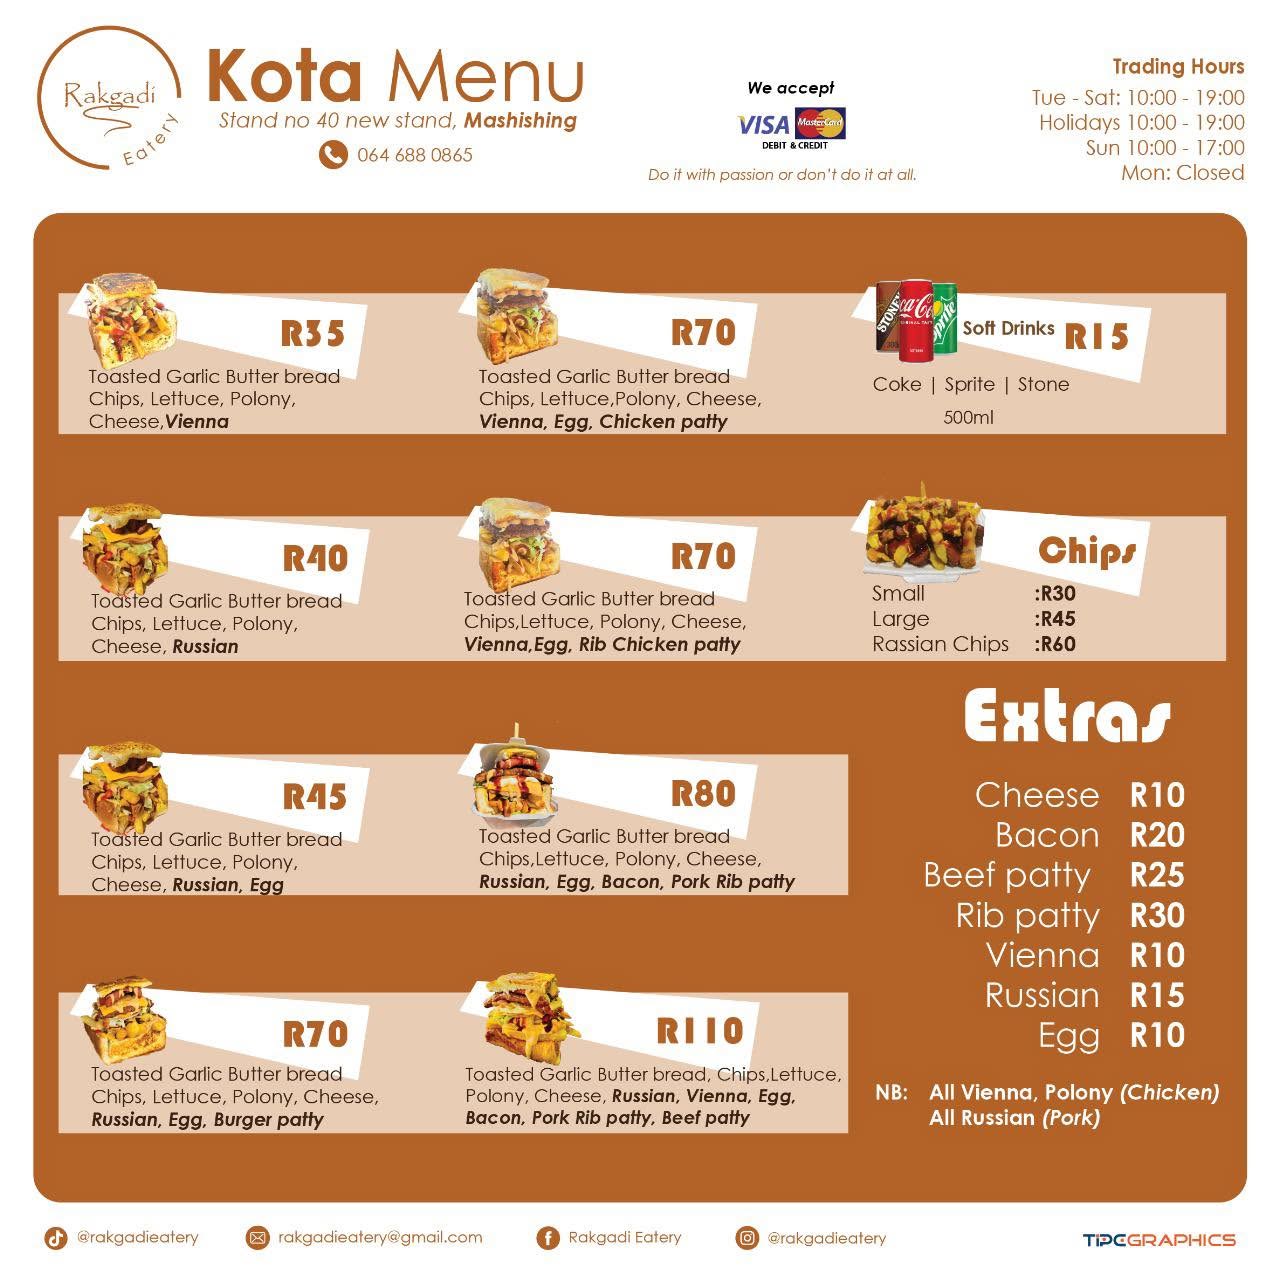 Rakgadi
Eatery
Kota Menu
Stand no 40 new stand, Mashishing
064 688 0865
We accept
VISA MasterCard
DEBIT & CREDIT
Do it with passion or don't do it at all.
Trading Hours
Tue - Sat: 10:00 - 19:00
Holidays 10:00 - 19:00
Sun 10:00 - 17:00
Mon: Closed
R35
Toasted Garlic Butter bread
Chips, Lettuce, Polony,
Cheese,Vienna
R70
Toasted Garlic Butter bread
Chips, Lettuce,Polony, Cheese,
Vienna, Egg, Chicken patty
STONEY
Coca-Cola
Sprite
Soft Drinks R15
Coke | Sprite | Stone
500ml
R40
Toasted Garlic Butter bread
Chips, Lettuce, Polony,
Cheese, Russian
R70
Toasted Garlic Butter bread
Chips,Lettuce, Polony, Cheese,
Vienna,Egg, Rib Chicken patty
Chips
Small :R30
Large :R45
Rassian Chips :R60
R45
Toasted Garlic Butter bread
Chips, Lettuce, Polony,
Cheese, Russian, Egg
R80
Toasted Garlic Butter bread
Chips,Lettuce, Polony, Cheese,
Russian, Egg, Bacon, Pork Rib patty
R70
Toasted Garlic Butter bread
Chips, Lettuce, Polony, Cheese,
Russian, Egg, Burger patty
R110
Toasted Garlic Butter bread, Chips,Lettuce,
Polony, Cheese, Russian, Vienna, Egg,
Bacon, Pork Rib patty, Beef patty
Extras
Cheese R10
Bacon R20
Beef patty R25
Rib patty R30
Vienna R10
Russian R15
Egg R10
NB: All Vienna, Polony (Chicken)
All Russian (Pork)
@rakgadieatery
rakgadieatery@gmail.com
Rakgadi Eatery
@rakgadieatery
TIPEGRAPHICS